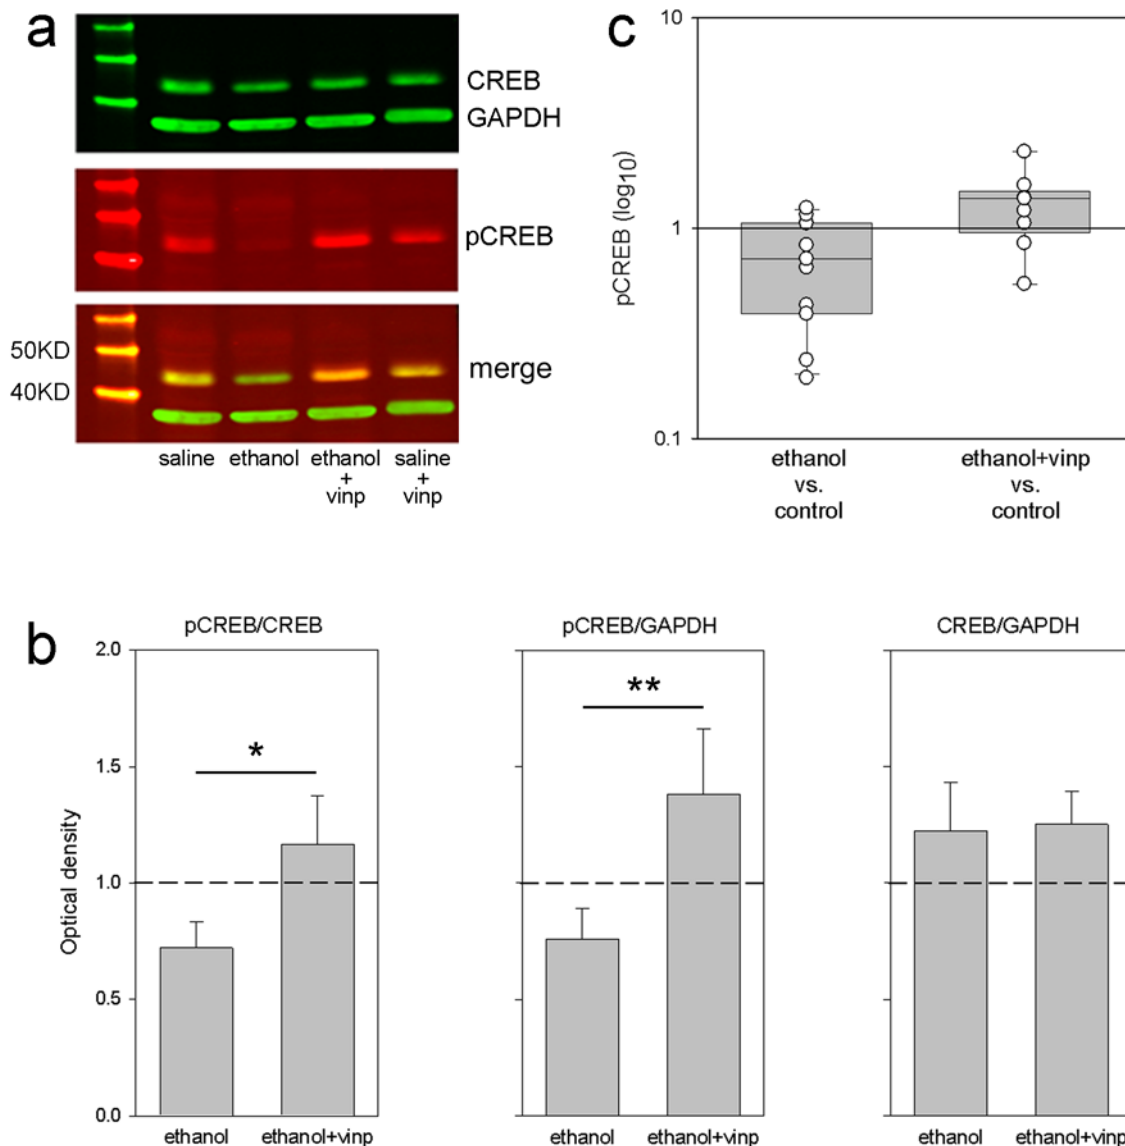 a
CREB
GAPDH
pCREB
merge
50KD
40KD
saline ethanol ethanol + vinp saline + vinp
c
10
1
0.1
pCREB (log10)
ethanol vs. control
ethanol+vinp vs. control
b
pCREB/CREB
2.0
1.5
1.0
0.5
0.0
Optical density
*
ethanol ethanol+vinp
pCREB/GAPDH
**
ethanol ethanol+vinp
CREB/GAPDH
ethanol ethanol+vinp